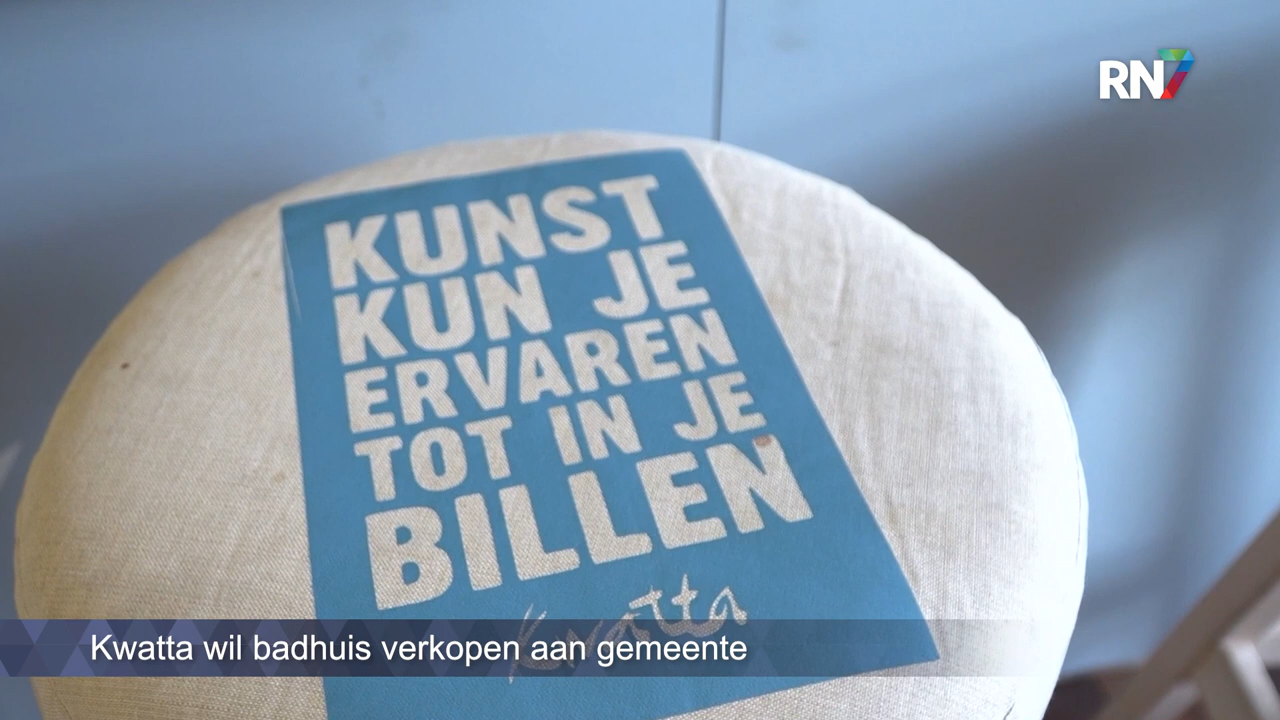 RN7
KUNST
KUN JE
ERVAREN
TOT IN JE
BILLEN
Kwatta
Kwatta wil badhuis verkopen aan gemeente